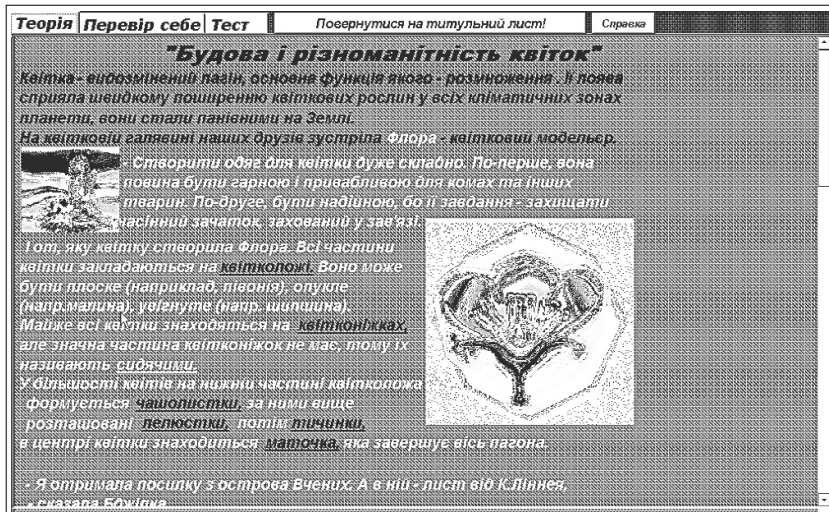 Теорія Перевір себе Тест Повернутися на титульний лист! Справка
"Будова і різноманітність квіток"
Квітка - видозмінений пагін, основна функція якого - розмноження . Її поява
сприяла швидкому поширенню квіткових рослин у всіх кліматичних зонах
планети, вони стали панівними на Землі.
На квітковій галявині наших друзів зустріла Флора - квітковий модельєр.
- Створити одяг для квітки дуже складно. По-перше, вона
повина бути гарною і привабливою для комах та інших
тварин. По-друге, бути надійною, бо її завдання - захищати
насінний зачаток, захований у зав'язі.
І от, яку квітку створила Флора. Всі частини
квітки закладаються на квітколожі. Воно може
бути плоске (наприклад, півонія), опукле
(напр.малина), увігнуте (напр. шипшина).
Майже всі квітки знаходяться на квітконіжках,
але значна частина квітконіжок не має, тому їх
називають сидячими.
У більшості квітів на нижній частині квітколожа
формується чашолистки, за ними вище
розташовані пелюстки, потім тичинки,
в центрі квітки знаходиться маточка, яка завершує вісь пагона.
- Я отримала посилку з острова Вчених. А в ній - лист від К.Ліннея,
- сказала Бджілка